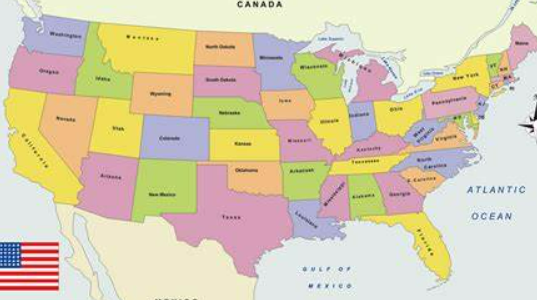 CANADA
Washington
Montana
North Dakota
Minnesota
Lake Superior
Maine
Oregon
Idaho
South Dakota
Wisconsin
Michigan
VT
NH
New York
MA
CT
RI
Wyoming
Iowa
Nebraska
Pennsylvania
NJ
Nevada
Utah
Colorado
Kansas
Illinois
Indiana
Ohio
MD
DE
West
Virginia
Virginia
California
Missouri
Kentucky
Arizona
New Mexico
Oklahoma
Arkansas
Tennessee
North
Carolina
S. Carolina
Texas
Louisiana
Mississippi
Alabama
Georgia
Florida
ATLANTIC
OCEAN
GULF OF
MEXICO